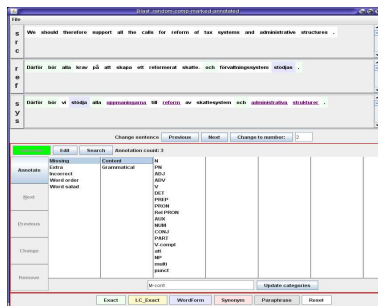 Blast: random-comp-marked-annotated
File
src We should therefore support all the calls for reform of tax systems and administrative structures .
ref Därför bör alla krav på att skapa ett reformerat skatte- och förvaltningssystem stödjas .
sys Därför bör vi stödja alla uppmaningarna till reform av skattesystem och administrativa strukturer .
Change sentence Previous Next Change to number: 2
Edit Search Annotation count: 3
Annotate
Next
Previous
Change
Remove
Missing
Extra
Incorrect
Word order
Word salad
Content
Grammatical
N
PN
ADJ
ADV
V
DET
PREP
PRON
Rel PRON
AUX
NUM
CONJ
PART
V-compl
att
NP
multi
punct
M-cont Update categories
Exact LC_Exact WordForm Synonym Paraphrase Reset